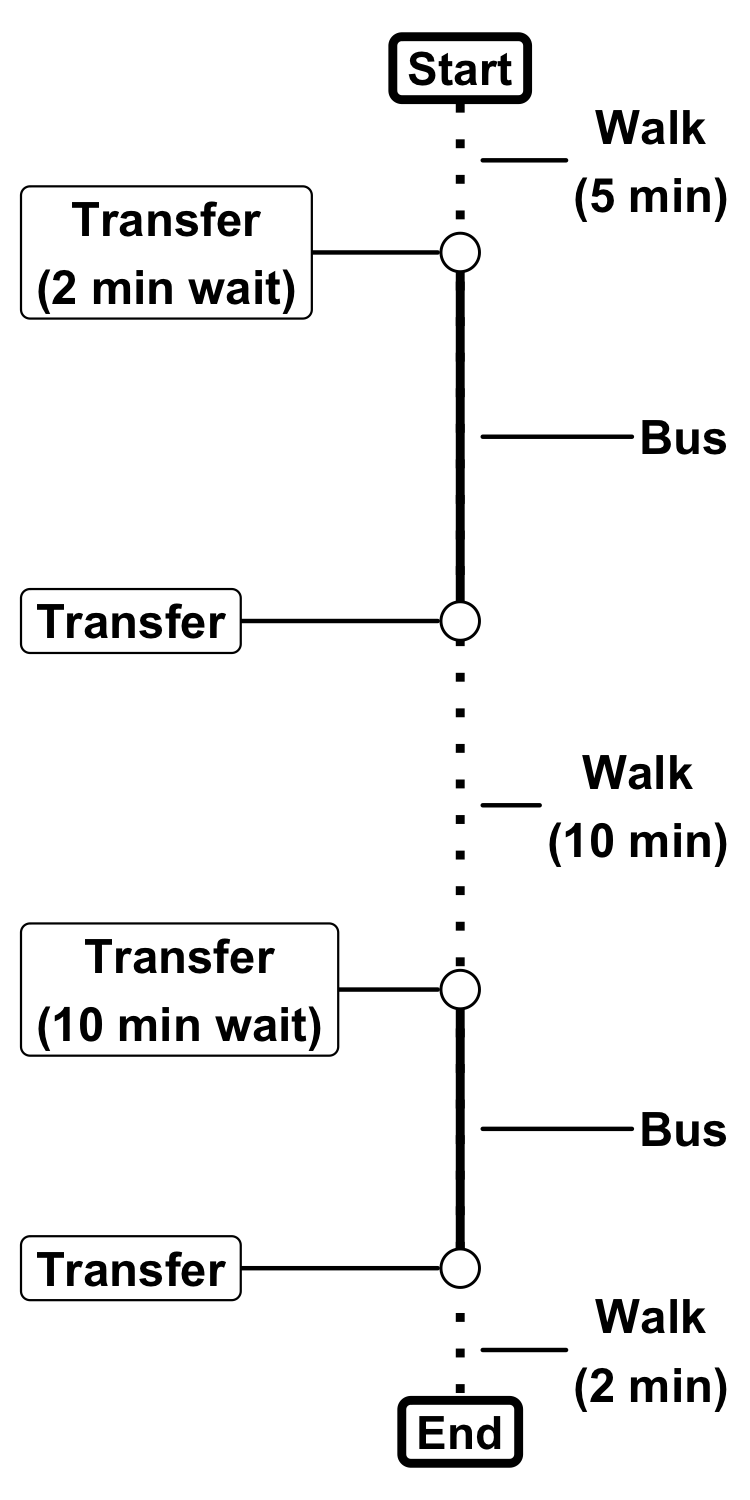 Start
Walk
(5 min)
Transfer
(2 min wait)
Bus
Transfer
Walk
(10 min)
Transfer
(10 min wait)
Bus
Transfer
Walk
(2 min)
End